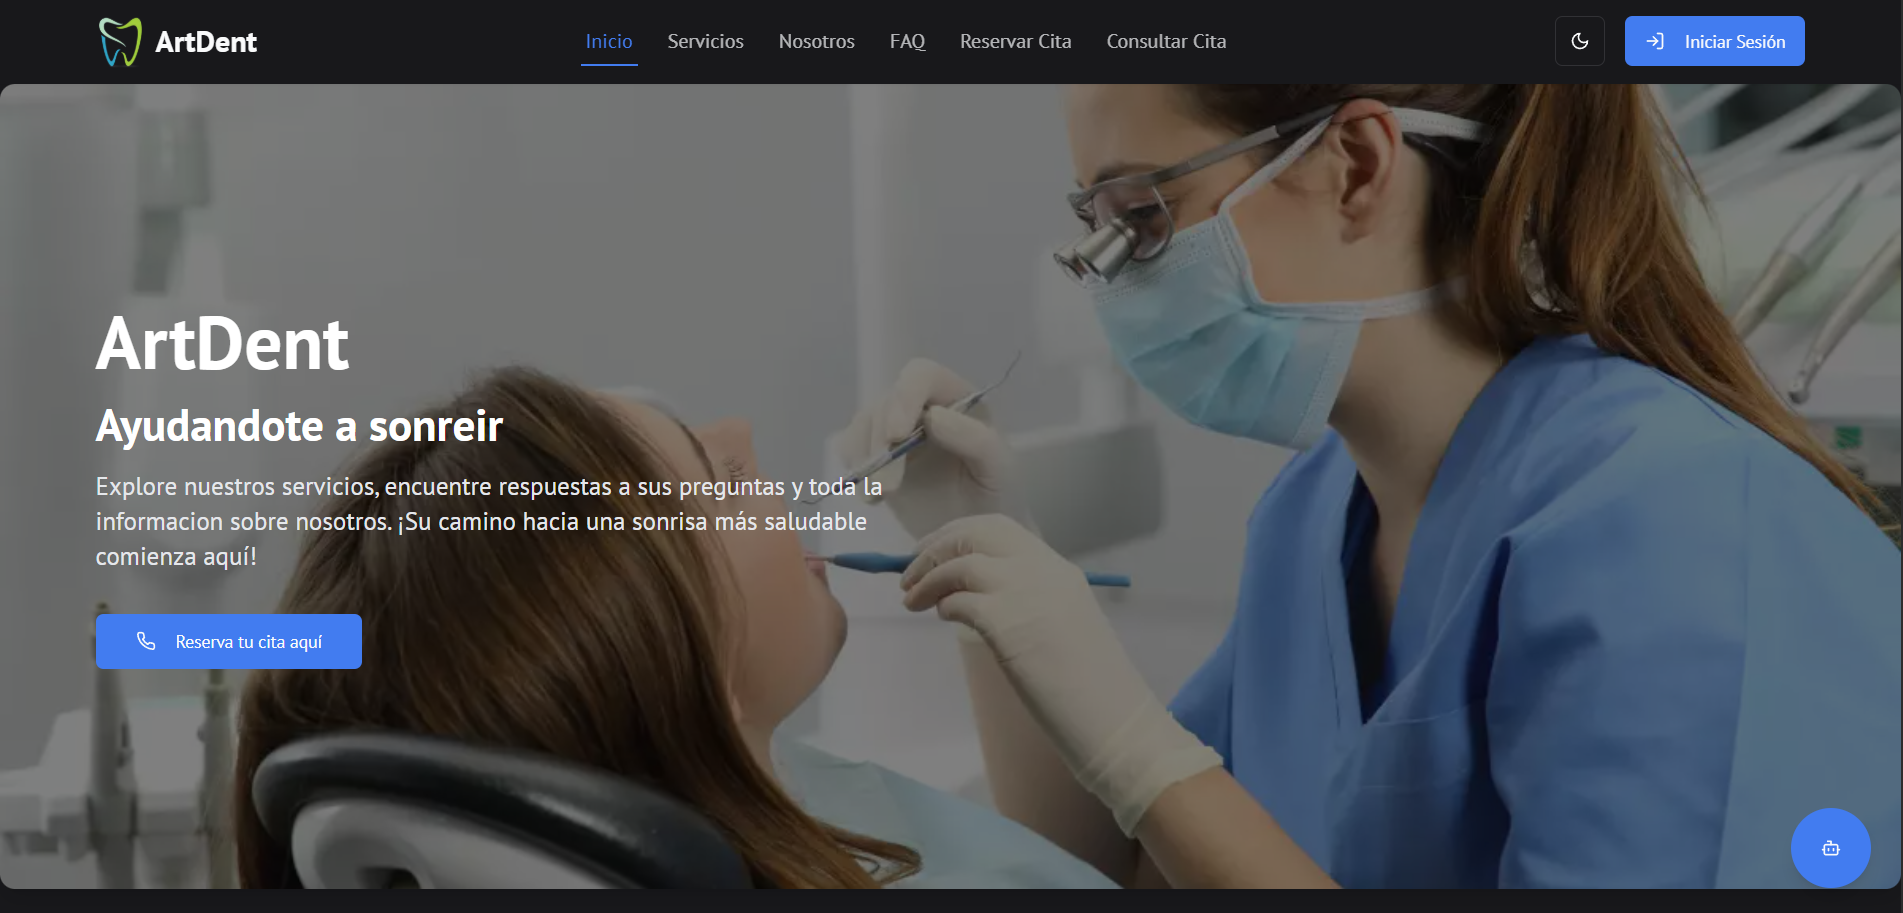 ArtDent
Inicio
Servicios
Nosotros
FAQ
Reservar Cita
Consultar Cita
Iniciar Sesión
ArtDent
Ayudandote a sonreir
Explore nuestros servicios, encuentre respuestas a sus preguntas y toda la
informacion sobre nosotros. ¡Su camino hacia una sonrisa más saludable
comienza aquí!
Reserva tu cita aquí